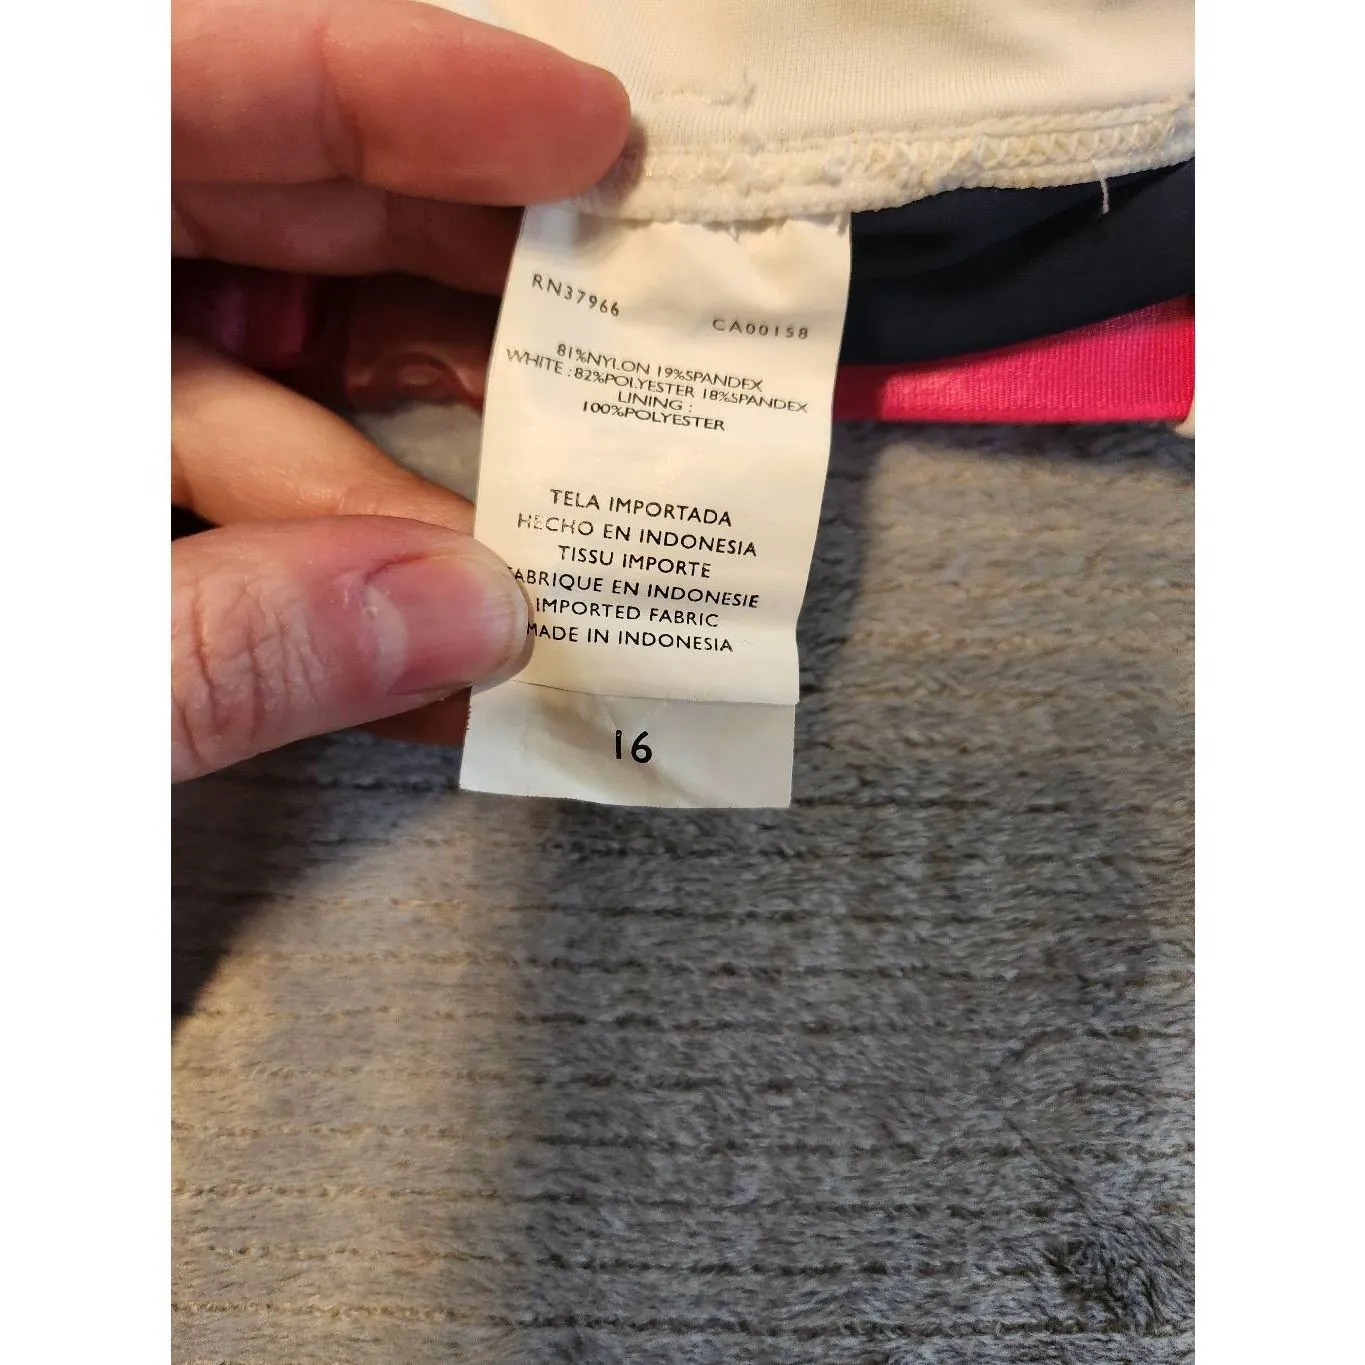 RN37966 CA00158
81%NYLON 19%SPANDEX
WHITE : 82%POLYESTER 18%SPANDEX
LINING :
100%POLYESTER
TELA IMPORTADA
HECHO EN INDONESIA
TISSU IMPORTE
FABRIQUE EN INDONESIE
IMPORTED FABRIC
MADE IN INDONESIA
16